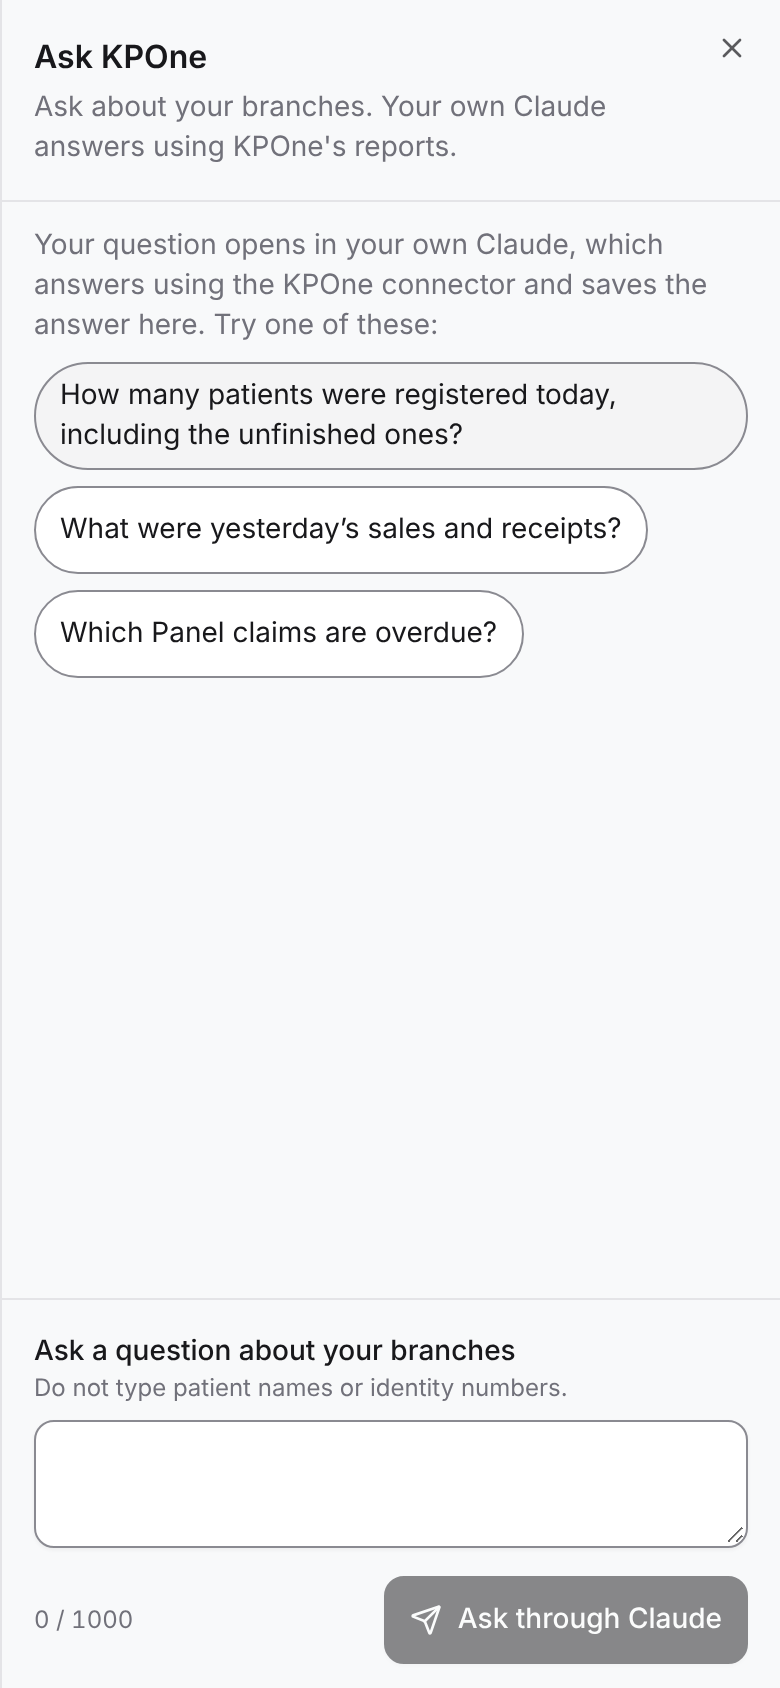 Ask KPOne
Ask about your branches. Your own Claude
answers using KPOne's reports.
Your question opens in your own Claude, which
answers using the KPOne connector and saves the
answer here. Try one of these:
How many patients were registered today,
including the unfinished ones?
What were yesterday’s sales and receipts?
Which Panel claims are overdue?
Ask a question about your branches
Do not type patient names or identity numbers.
0 / 1000
Ask through Claude